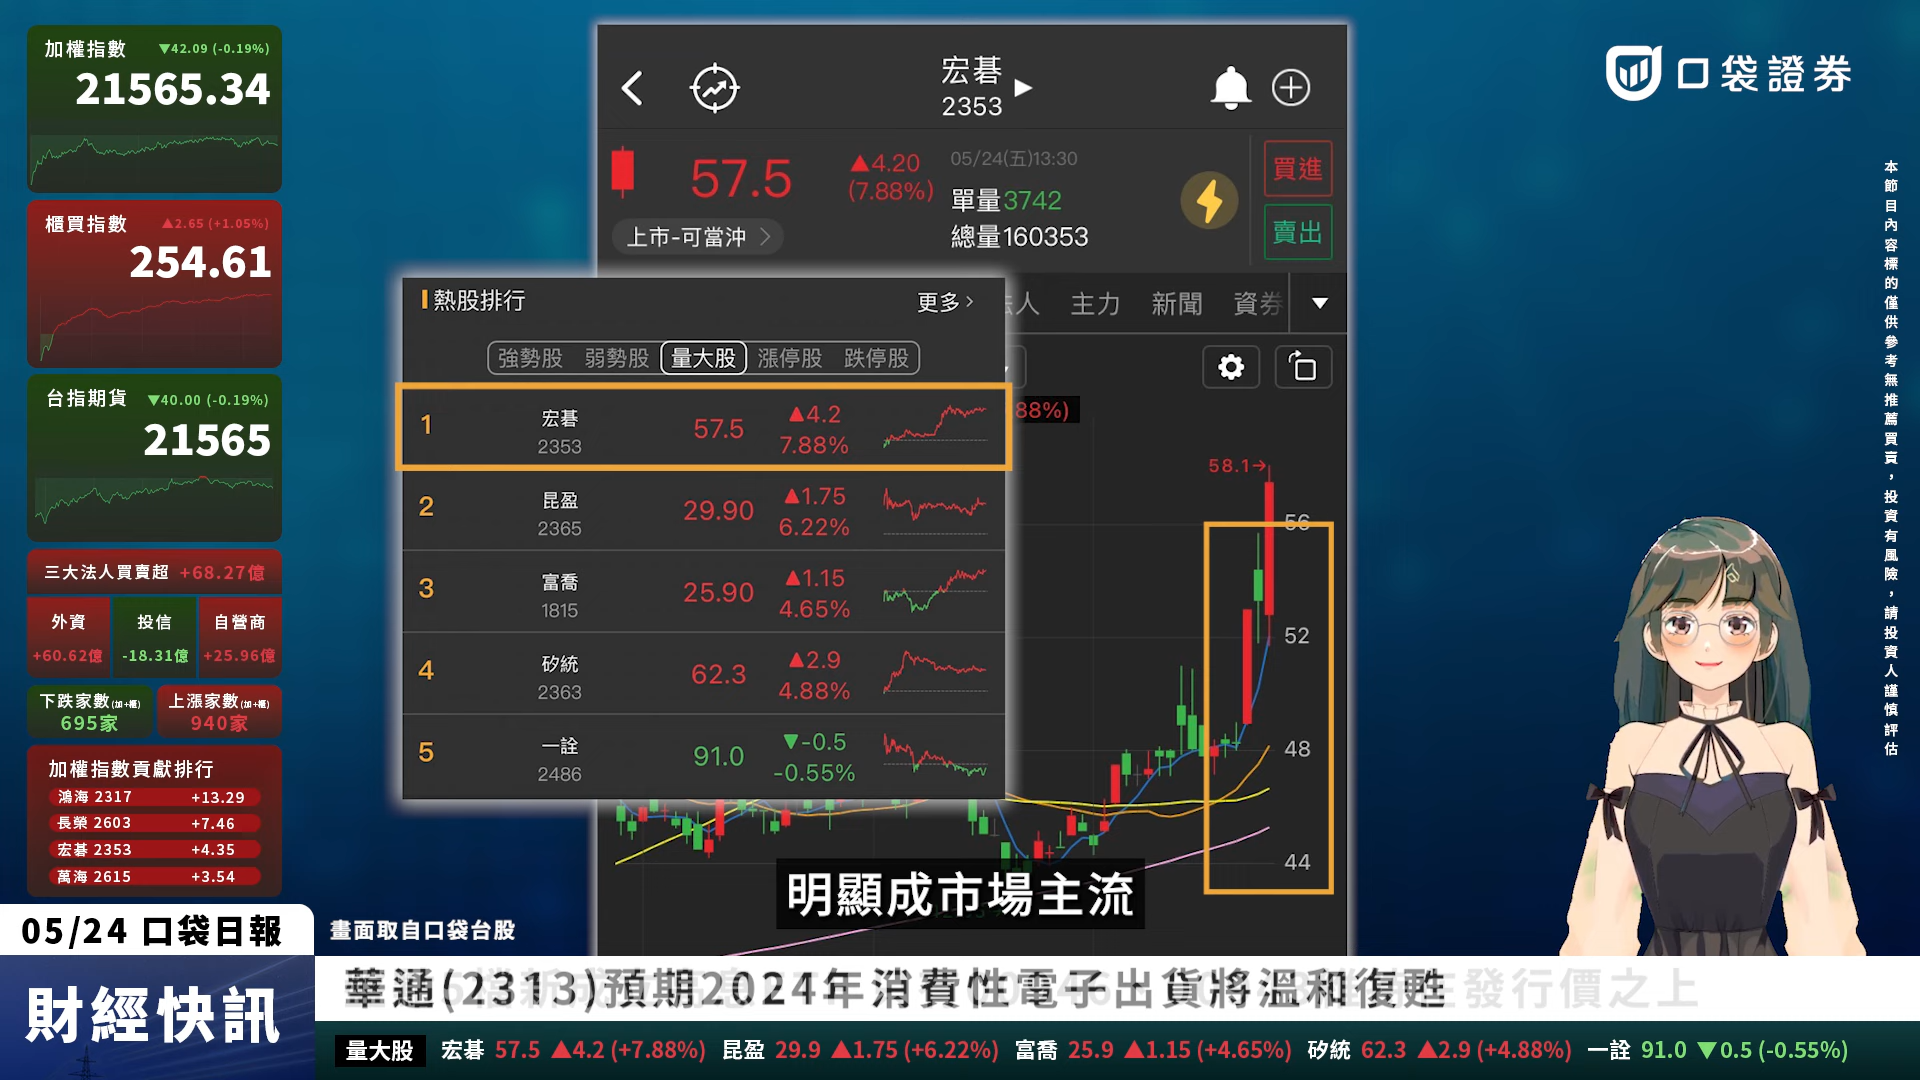 加權指數 ▼42.09 (-0.19%)
21565.34
櫃買指數 ▲2.65 (+1.05%)
254.61
台指期貨 ▼40.00 (-0.19%)
21565
三大法人買賣超 +68.27億
外資 投信 自營商
+60.62億 -18.31億 +25.96億
下跌家數(加+櫃) 上漲家數(加+櫃)
695家 940家
加權指數貢獻排行
鴻海 2317 +13.29
長榮 2603 +7.46
宏碁 2353 +4.35
萬海 2615 +3.54
05/24 口袋日報
財經快訊
宏碁
2353
57.5
▲4.20
(7.88%)
05/24(五)13:30
單量3742
總量160353
買進
賣出
上市-可當沖
人 主力 新聞 資券
88%)
58.1→
56
52
48
44
熱股排行 更多
強勢股 弱勢股 量大股 漲停股 跌停股
1 宏碁 2353 57.5 ▲4.2 7.88%
2 昆盈 2365 29.90 ▲1.75 6.22%
3 富喬 1815 25.90 ▲1.15 4.65%
4 矽統 2363 62.3 ▲2.9 4.88%
5 一詮 2486 91.0 ▼-0.5 -0.55%
明顯成市場主流
口袋證券
本節目內容標的僅供參考無推薦買賣，投資有風險，請投資人謹慎評估
畫面取自口袋台股
華通(2313)預期2024年消費性電子出貨將溫和復甦
發行價之上
量大股 宏碁 57.5 ▲4.2 (+7.88%) 昆盈 29.9 ▲1.75 (+6.22%) 富喬 25.9 ▲1.15 (+4.65%) 矽統 62.3 ▲2.9 (+4.88%) 一詮 91.0 ▼0.5 (-0.55%)